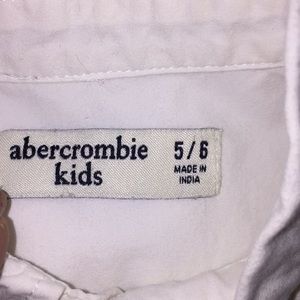 abercrombie
kids
5/6
MADE IN
INDIA